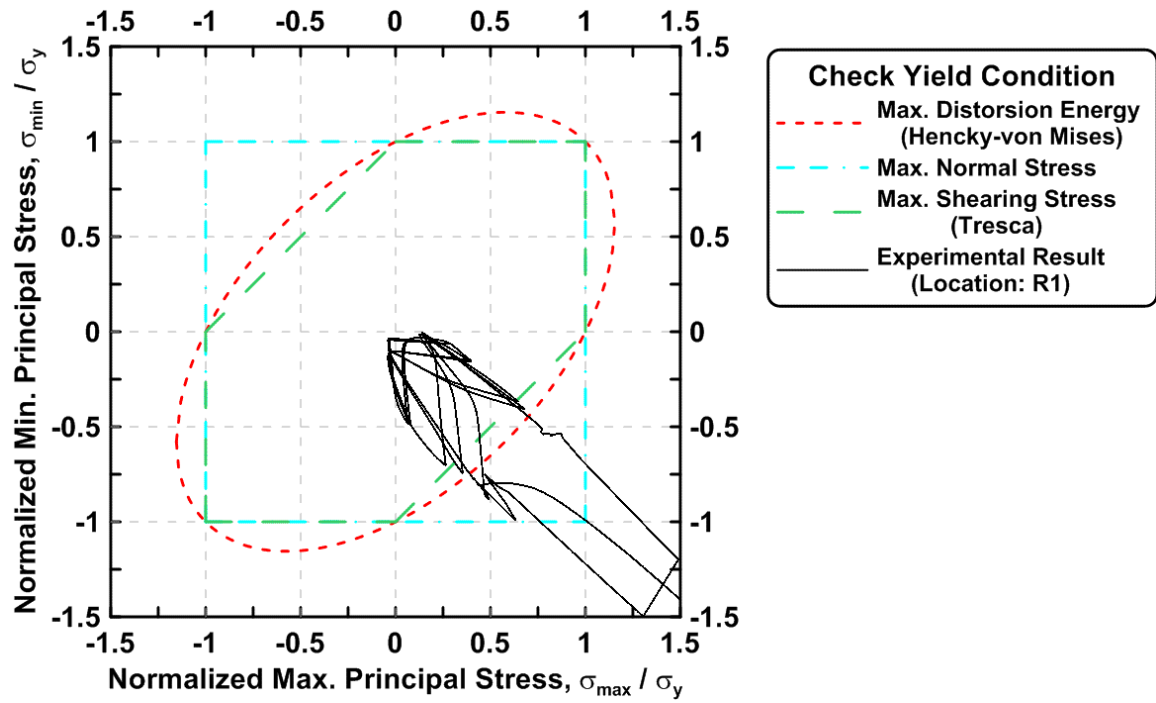 -1.5 -1 -0.5 0 0.5 1 1.5
1.5 1.5
1 1
0.5 0.5
0 0
-0.5 -0.5
-1 -1
-1.5 -1.5
-1.5 -1 -0.5 0 0.5 1 1.5
Normalized Min. Principal Stress, σmin / σy
Normalized Max. Principal Stress, σmax / σy
Check Yield Condition
Max. Distorsion Energy
(Hencky-von Mises)
Max. Normal Stress
Max. Shearing Stress
(Tresca)
Experimental Result
(Location: R1)